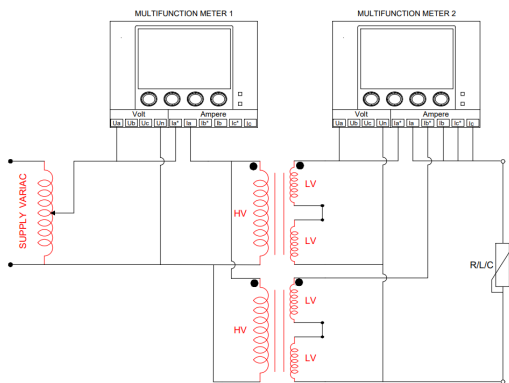 MULTIFUNCTION METER 1
MULTIFUNCTION METER 2
Volt Ampere
Ua Ub Uc Un Ia* Ia Ib* Ib Ic* Ic
Volt Ampere
Ua Ub Uc Un Ia* Ia Ib* Ib Ic* Ic
SUPPLY VARIAC
HV
LV
LV
R/L/C
HV
LV
LV